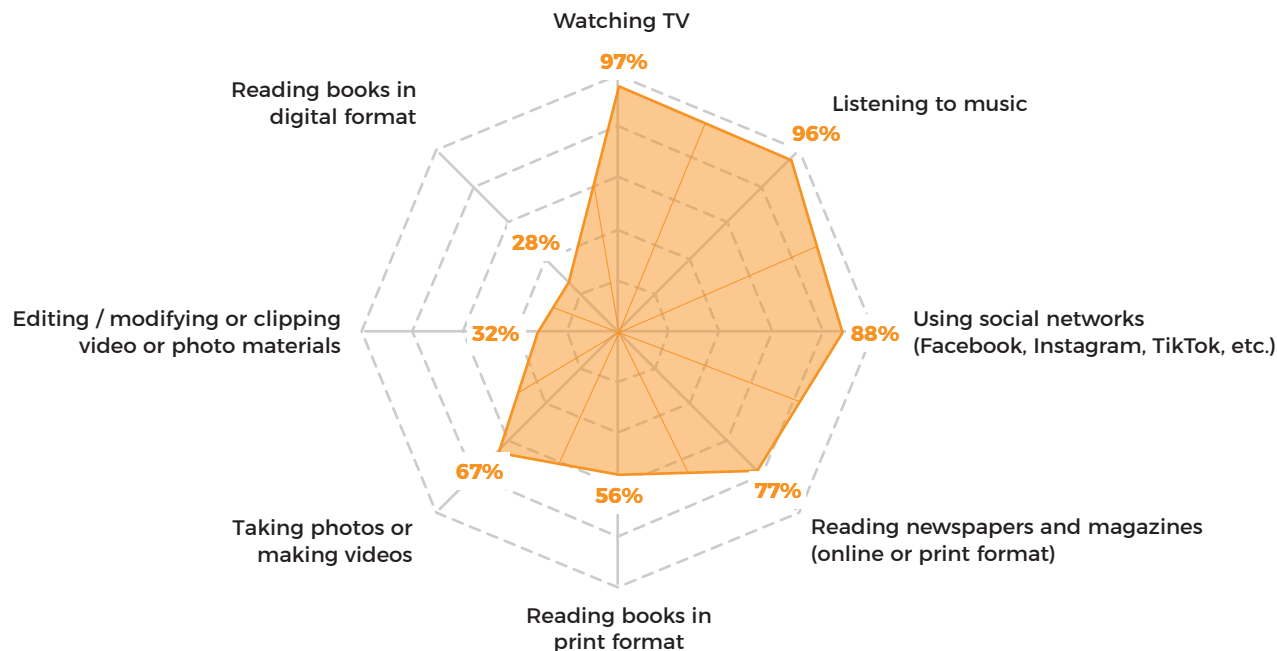 Watching TV
97%
Reading books in
digital format
Listening to music
96%
28%
Editing / modifying or clipping
video or photo materials
32%
Using social networks
(Facebook, Instagram, TikTok, etc.)
88%
67%
56%
77%
Taking photos or
making videos
Reading newspapers and magazines
(online or print format)
Reading books in
print format